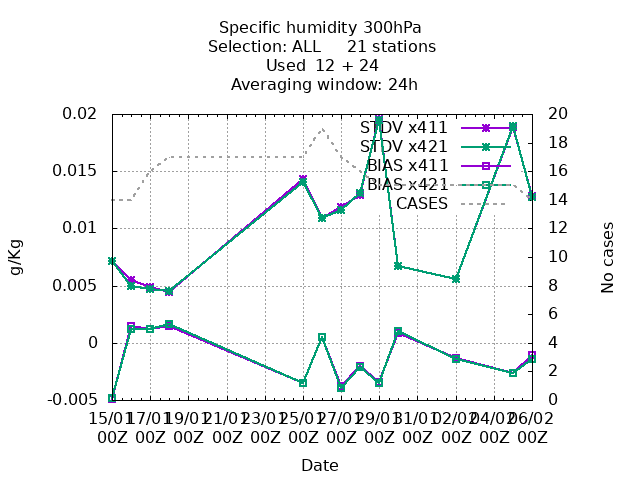 Specific humidity 300hPa
Selection: ALL 21 stations
Used 12 + 24
Averaging window: 24h
g/Kg
0.02
0.015
0.01
0.005
0
-0.005
STDV x411
STDV x421
BIAS x411
BIAS x421
CASES
20
18
16
14
12
10
8
6
4
2
0
No cases
15/01 17/01 19/01 21/01 23/01 25/01 27/01 29/01 31/01 02/02 04/02 06/02
00Z 00Z 00Z 00Z 00Z 00Z 00Z 00Z 00Z 00Z 00Z 00Z
Date